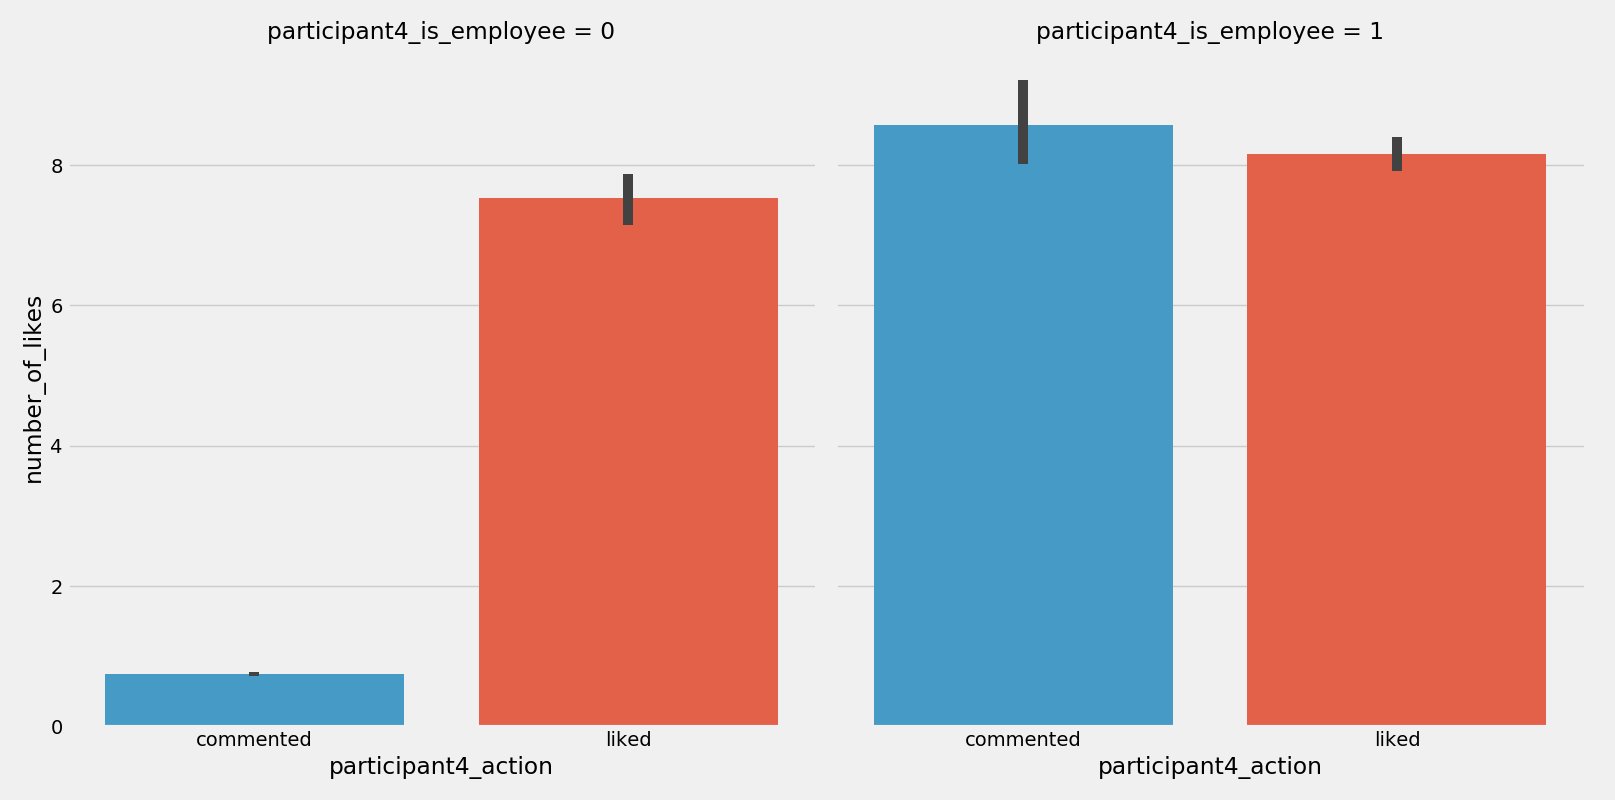 participant4_is_employee = 0
participant4_is_employee = 1
number_of_likes
8
6
4
2
0
commented
liked
commented
liked
participant4_action
participant4_action